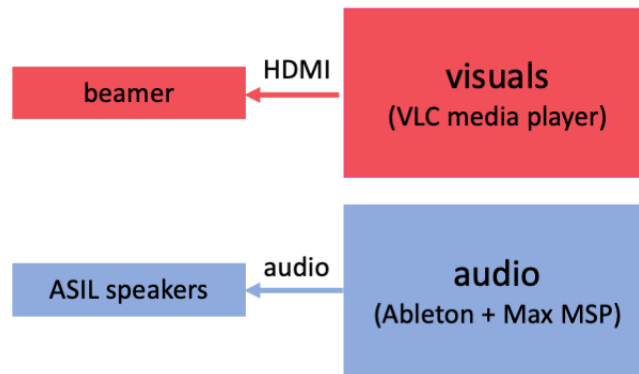 HDMI
beamer
visuals
(VLC media player)
audio
ASIL speakers
audio
(Ableton + Max MSP)